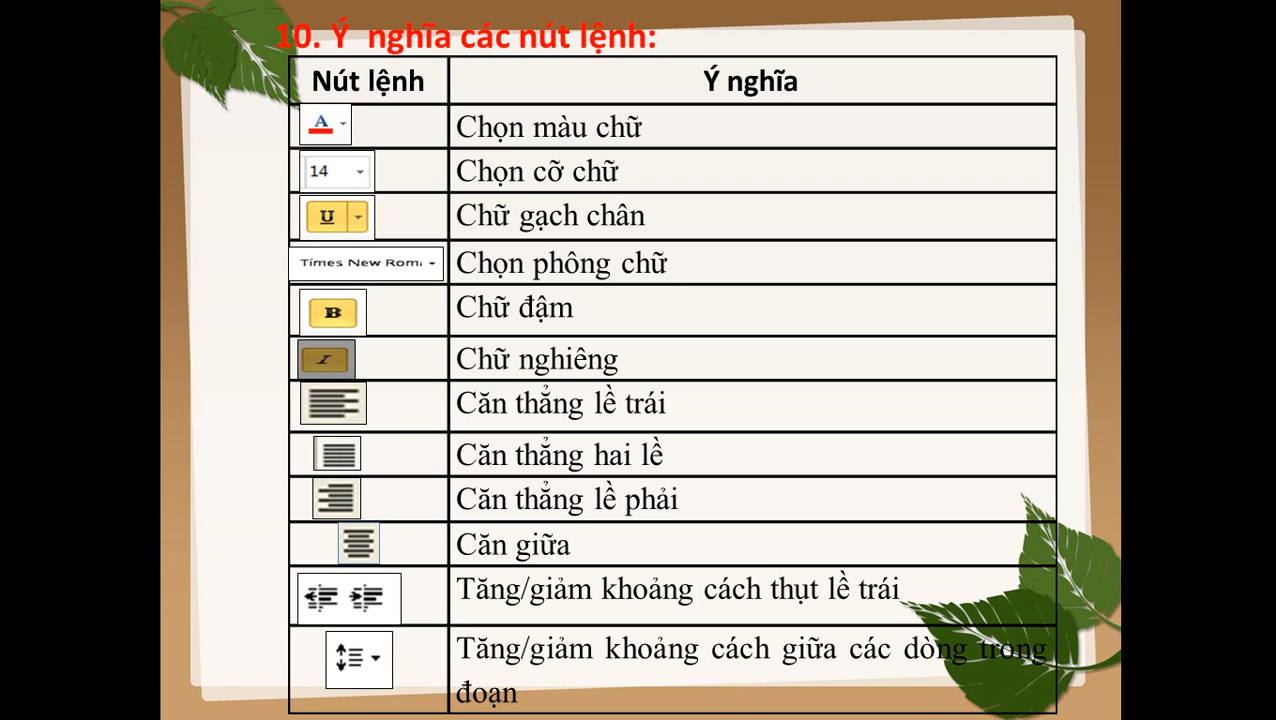 10. Ý nghĩa các nút lệnh:
Nút lệnh Ý nghĩa
A Chọn màu chữ
14 Chọn cỡ chữ
U Chữ gạch chân
Times New Rom Chọn phông chữ
B Chữ đậm
I Chữ nghiêng
Căn thẳng lề trái
Căn thẳng hai lề
Căn thẳng lề phải
Căn giữa
Tăng/giảm khoảng cách thụt lề trái
Tăng/giảm khoảng cách giữa các dòng trong
đoạn